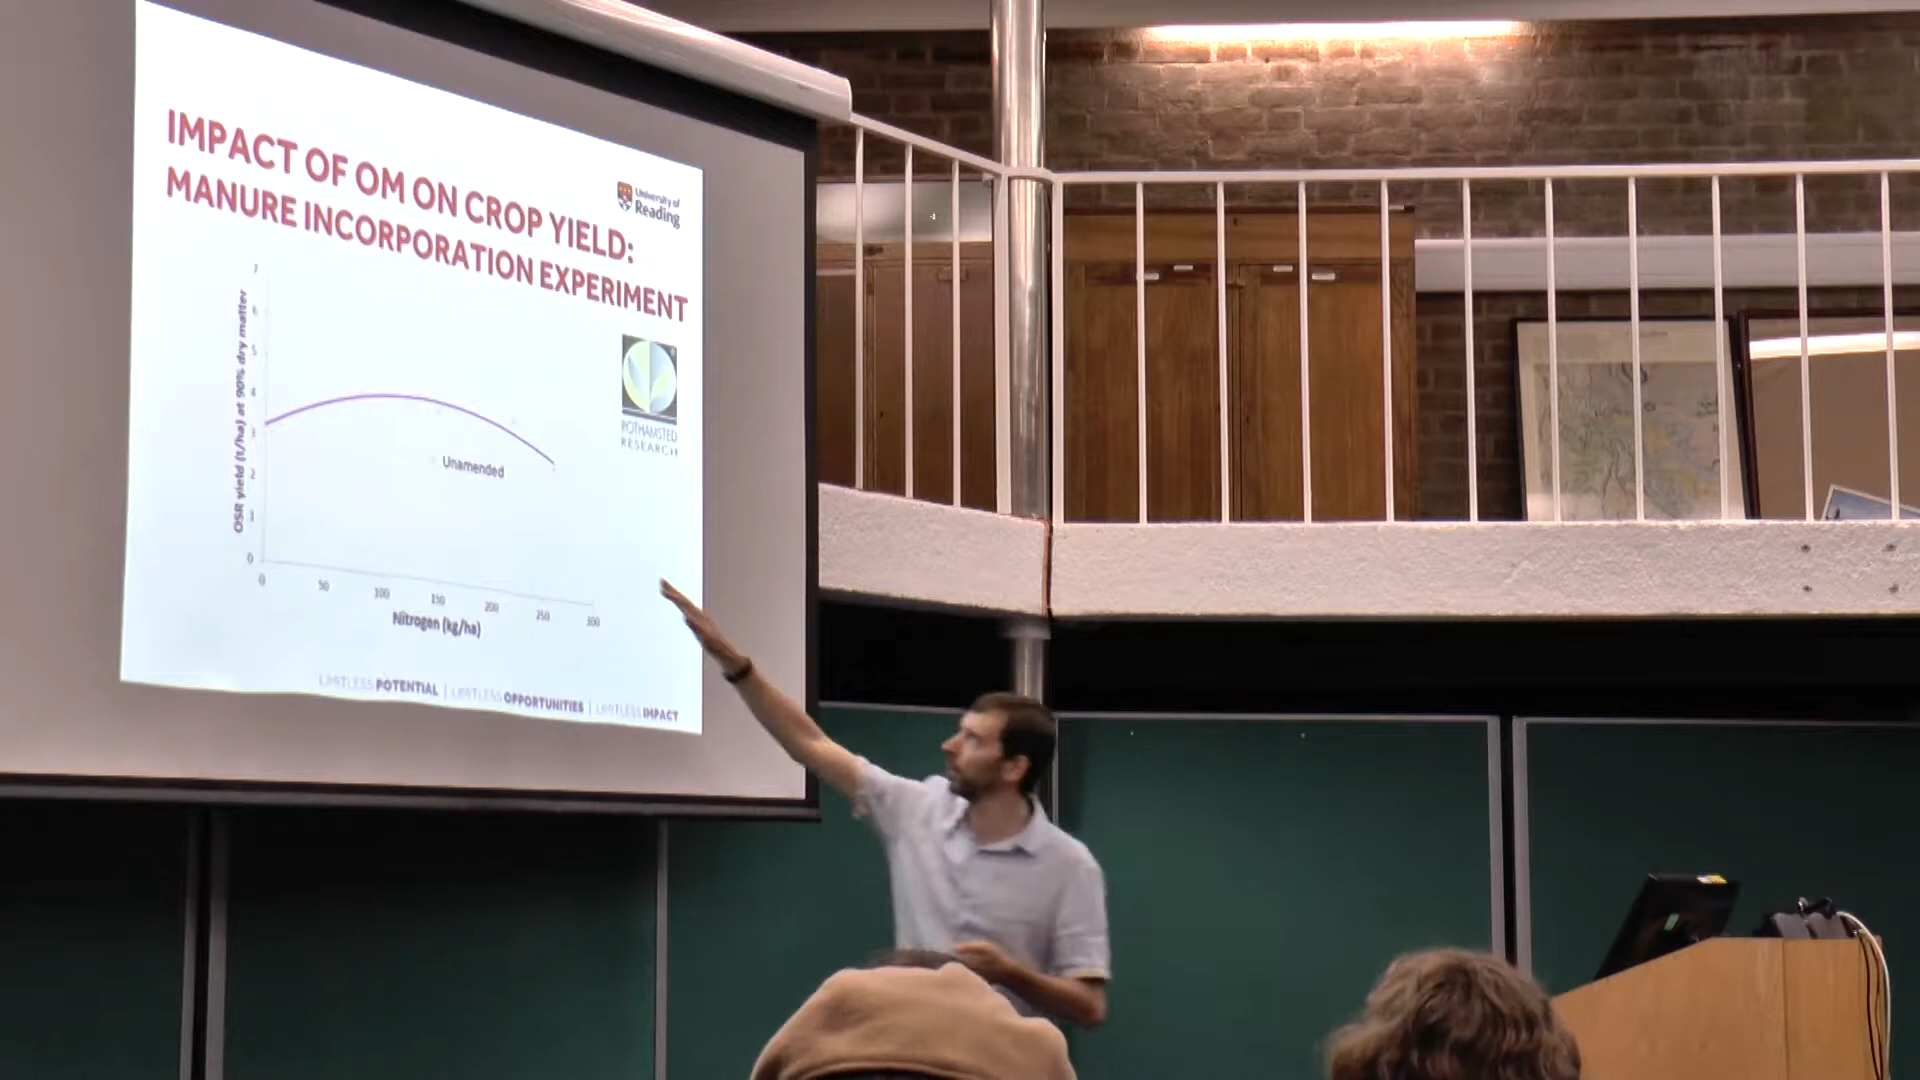 IMPACT OF OM ON CROP YIELD:
MANURE INCORPORATION EXPERIMENT
University of
Reading
7
6
5
4
3
2
1
0
OSR yield (t/ha) at 90% dry matter
Unamended
ROTHAMSTED
RESEARCH
0
50
100
150
200
250
300
Nitrogen (kg/ha)
LIMITLESS POTENTIAL | LIMITLESS OPPORTUNITIES | LIMITLESS IMPACT